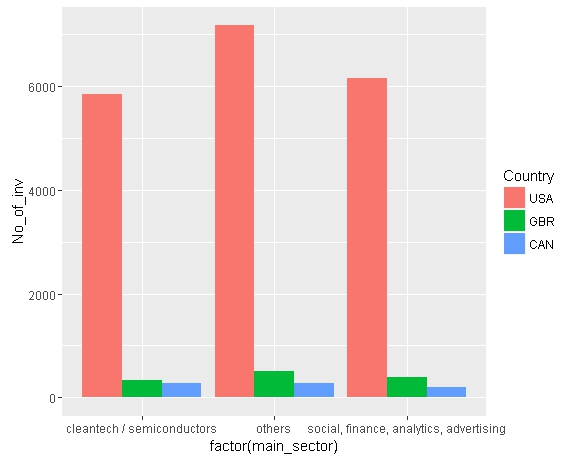 No_of_inv
6000
4000
2000
0
cleantech / semiconductors
others
social, finance, analytics, advertising
factor(main_sector)
Country
USA
GBR
CAN